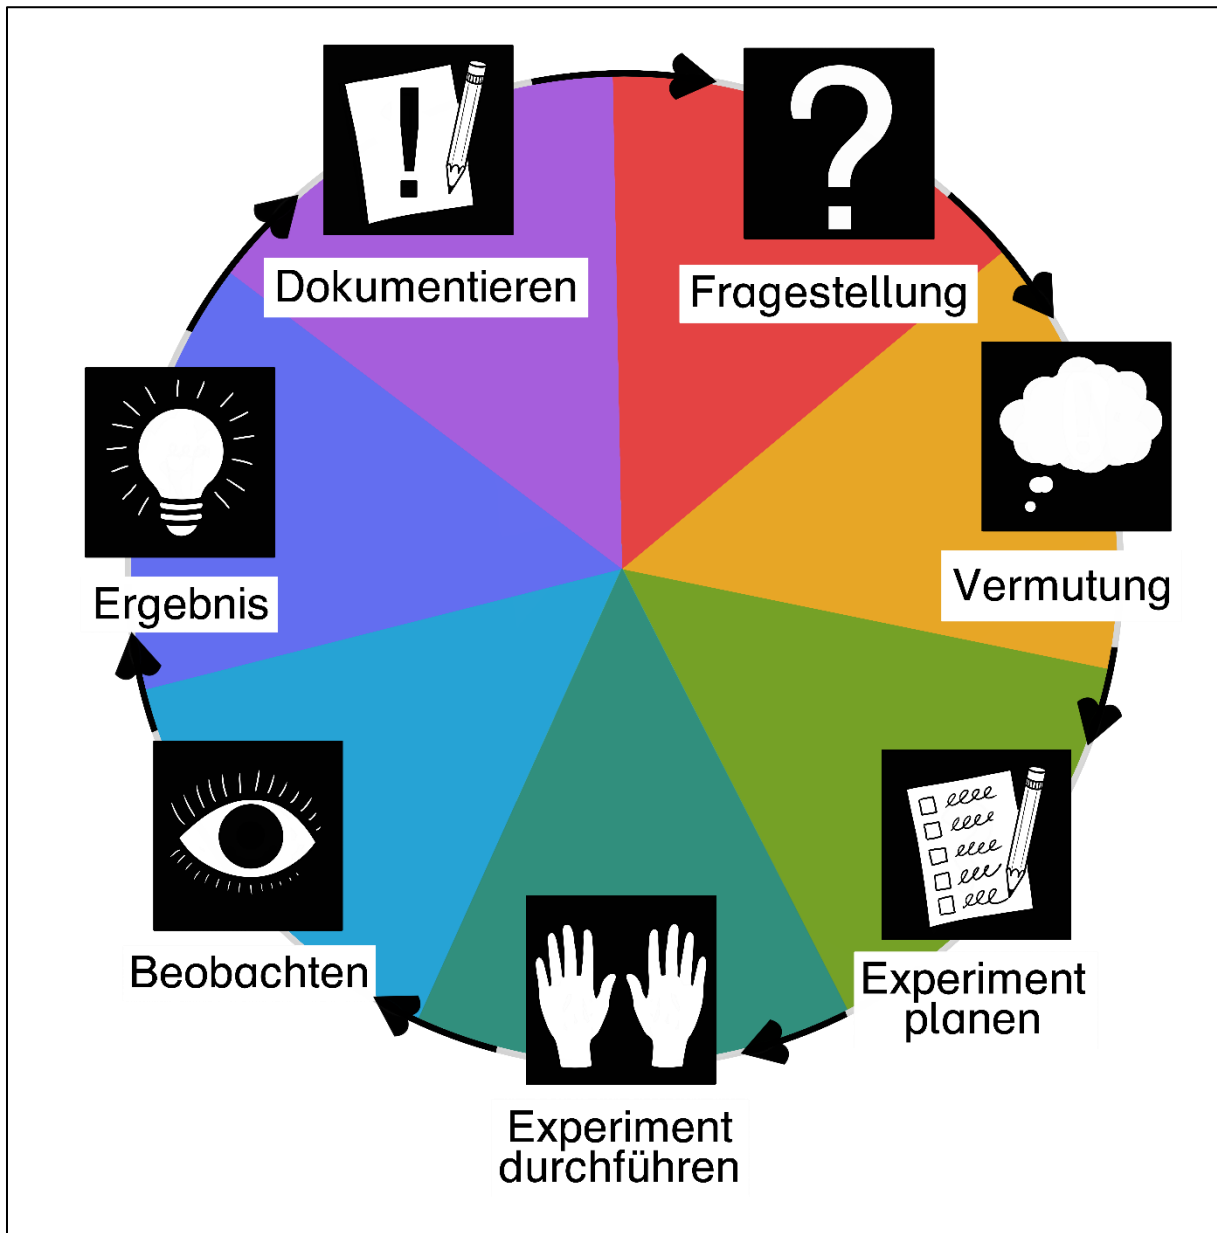 Dokumentieren
Fragestellung
Vermutung
Experiment
planen
Experiment
durchführen
Beobachten
Ergebnis